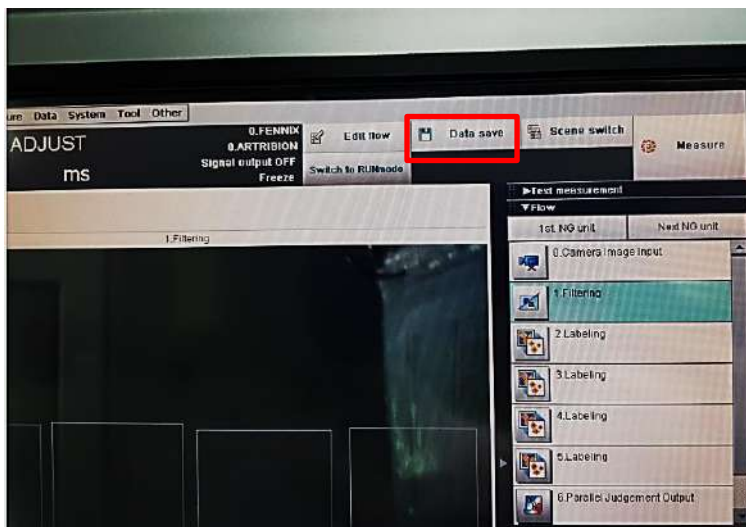 ure Data System Tool Other
ADJUST
ms
0.FENNIX
0.ARTRIBION
Signal output OFF
Freeze
Edit flow
Data save
Scene switch
Measure
Switch to RUNmode
▶Text measurement
▼Flow
1st. NG unit
Next NG unit
1.Filtering
0.Camera Image Input
1.Filtering
2.Labeling
3.Labeling
4.Labeling
5.Labeling
6.Parallel Judgement Output